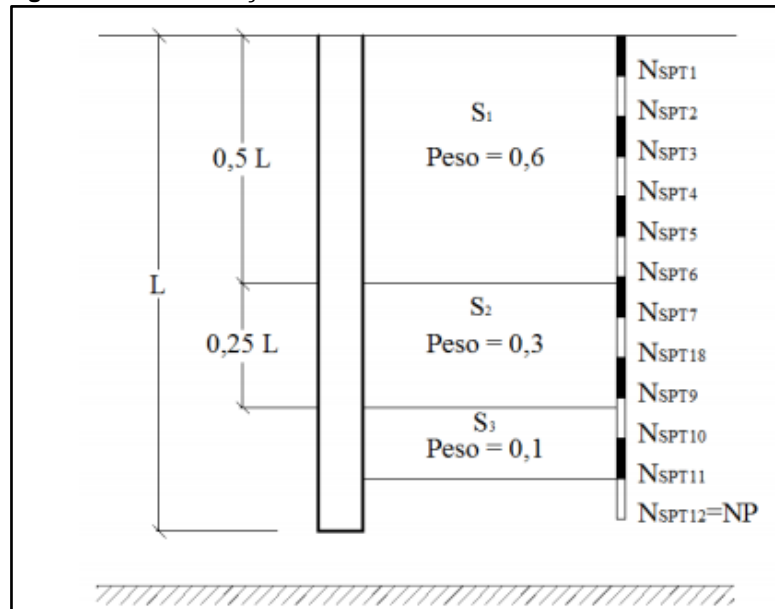 NSPT1
NSPT2
NSPT3
NSPT4
NSPT5
NSPT6
NSPT7
NSPT18
NSPT9
NSPT10
NSPT11
NSPT12=NP
S1
Peso = 0,6
0,5 L
L
S2
Peso = 0,3
0,25 L
S3
Peso = 0,1